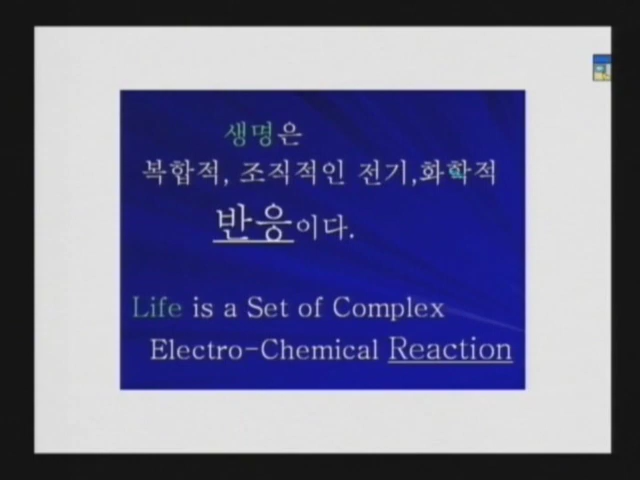 생명은
복합적, 조직적인 전기,화학적
반응이다.
Life is a Set of Complex
Electro-Chemical Reaction